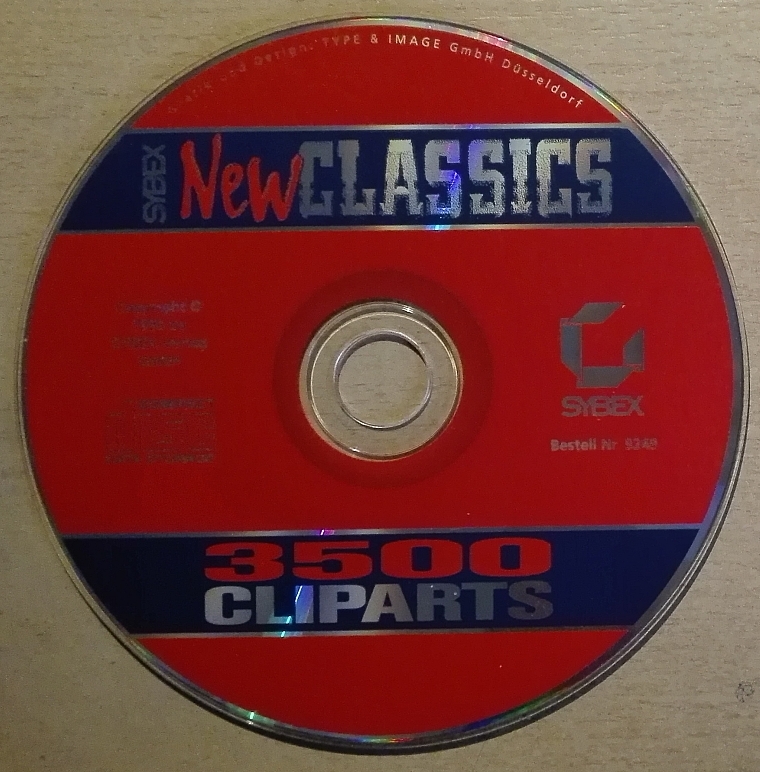 und Design: TYPE & IMAGE GmbH Düsseldorf
SYBEX
New CLASSICS
Copyright ©
SYBEX
Bestell Nr. 9249
3500
CLIPARTS